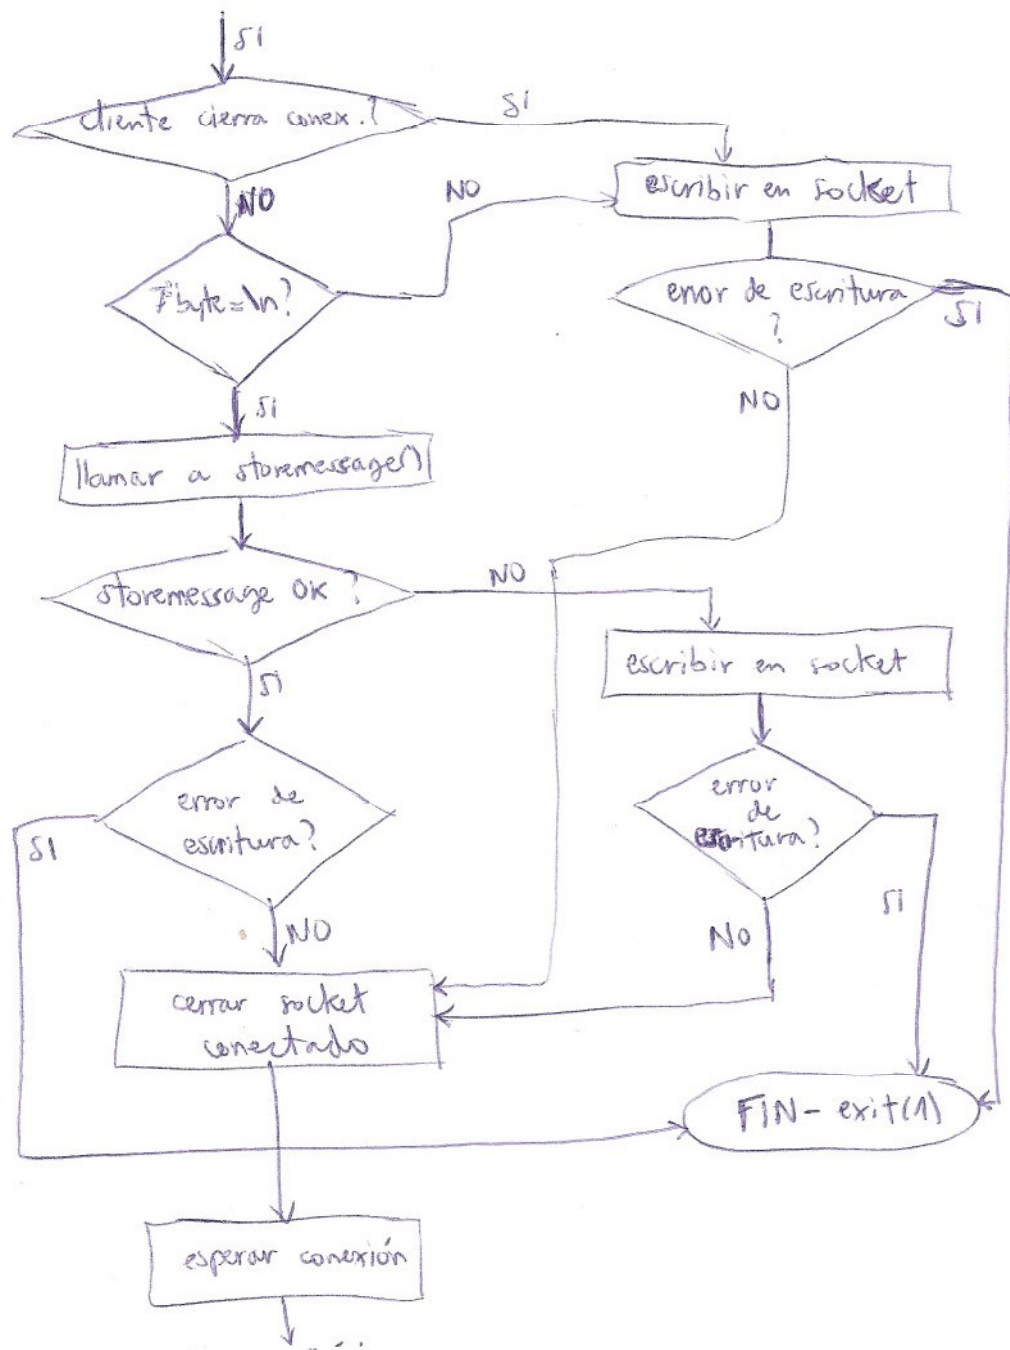 SI
cliente cierra conex.?
SI
NO
NO
escribir en socket
7º byte=\n?
error de escritura
?
SI
SI
NO
llamar a storemessage()
storemessage OK ?
NO
SI
escribir en socket
error de
escritura?
error
de
escritura?
SI
NO
NO
SI
cerrar socket
conectado
FIN - exit(1)
esperar conexión